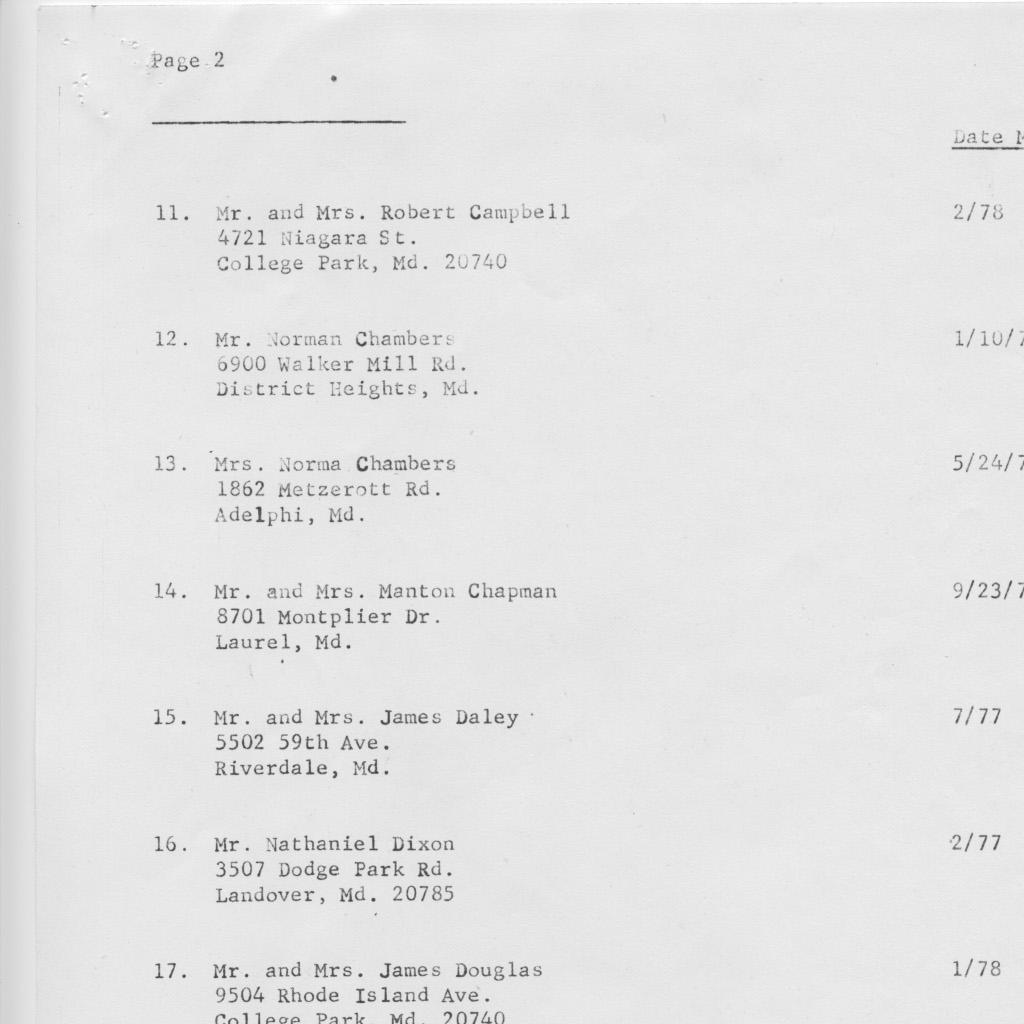 Page 2
Date
11. Mr. and Mrs. Robert Campbell 2/78
4721 Niagara St.
College Park, Md. 20740
12. Mr. Norman Chambers 1/10/7
6900 Walker Mill Rd.
District Heights, Md.
13. Mrs. Norma Chambers 5/24/7
1862 Metzerott Rd.
Adelphi, Md.
14. Mr. and Mrs. Manton Chapman 9/23/7
8701 Montplier Dr.
Laurel, Md.
15. Mr. and Mrs. James Daley 7/77
5502 59th Ave.
Riverdale, Md.
16. Mr. Nathaniel Dixon 2/77
3507 Dodge Park Rd.
Landover, Md. 20785
17. Mr. and Mrs. James Douglas 1/78
9504 Rhode Island Ave.
College Park, Md. 20740